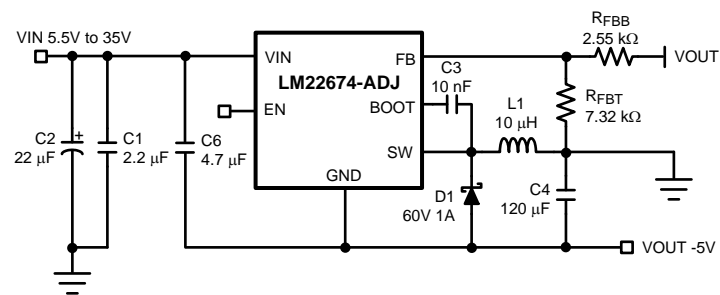 VIN 5.5V to 35V
VIN
FB
LM22674-ADJ
EN
BOOT
SW
GND
C3
10 nF
RFBB
2.55 kΩ
VOUT
RFBT
7.32 kΩ
L1
10 µH
C2
22 µF
+
C1
2.2 µF
C6
4.7 µF
D1
60V 1A
C4
120 µF
VOUT -5V